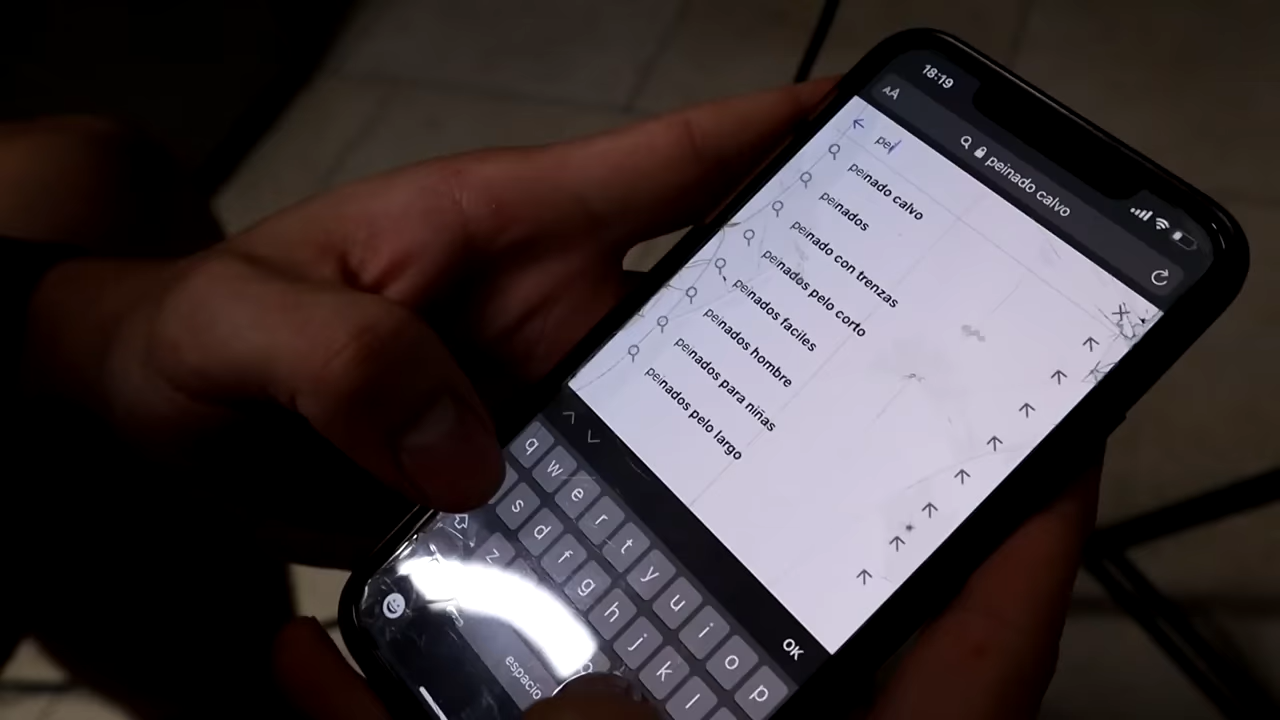 18:19
AA
peinado calvo
pei
peinado calvo
peinados
peinado con trenzas
peinados pelo corto
peinados faciles
peinados hombre
peinados para niñas
peinados pelo largo
OK
q w e r t y u i o p
s d f g h j k l
z
espacio